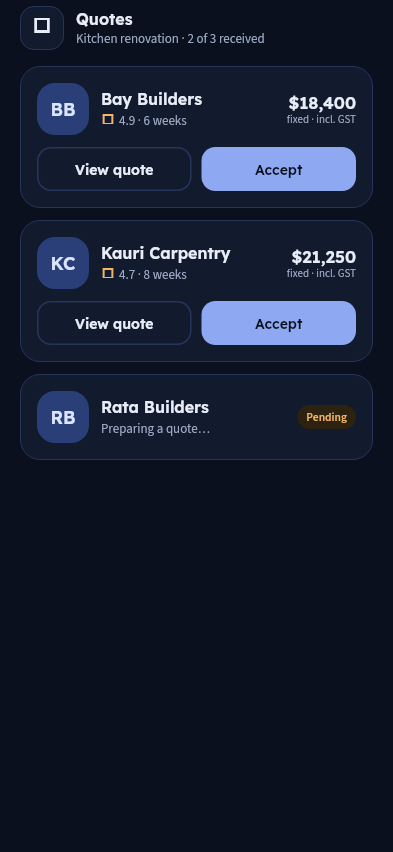 Quotes
Kitchen renovation · 2 of 3 received
BB
Bay Builders
4.9 · 6 weeks
$18,400
fixed · incl. GST
View quote
Accept
KC
Kauri Carpentry
4.7 · 8 weeks
$21,250
fixed · incl. GST
View quote
Accept
RB
Rata Builders
Preparing a quote…
Pending